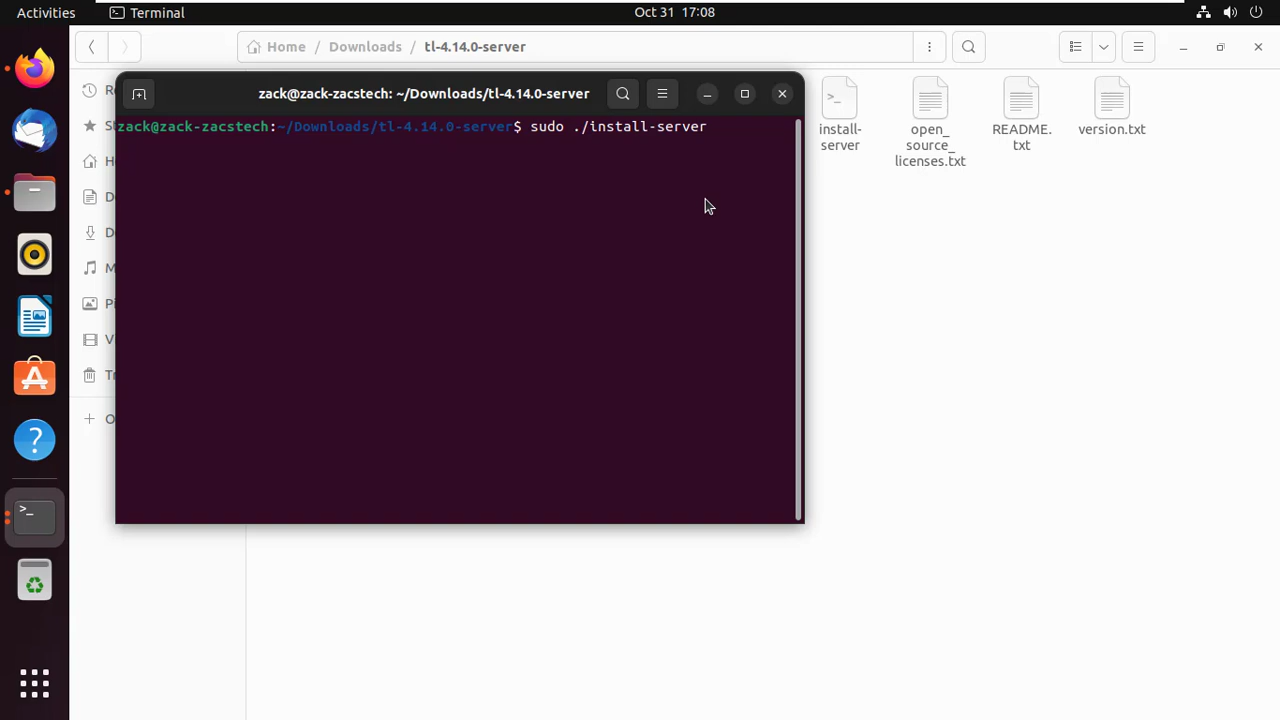 Activities
Terminal
Oct 31 17:08
Home / Downloads / tl-4.14.0-server
zack@zack-zacstech: ~/Downloads/tl-4.14.0-server
zack@zack-zacstech:~/Downloads/tl-4.14.0-server$ sudo ./install-server
install-
server
open_
source_
licenses.txt
README.
txt
version.txt